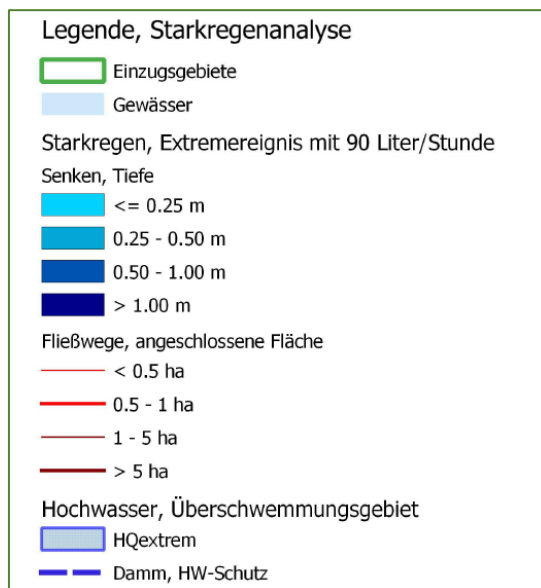 Legende, Starkregenanalyse
Einzugsgebiete
Gewässer
Starkregen, Extremereignis mit 90 Liter/Stunde
Senken, Tiefe
<= 0.25 m
0.25 - 0.50 m
0.50 - 1.00 m
> 1.00 m
Fließwege, angeschlossene Fläche
< 0.5 ha
0.5 - 1 ha
1 - 5 ha
> 5 ha
Hochwasser, Überschwemmungsgebiet
HQextrem
Damm, HW-Schutz